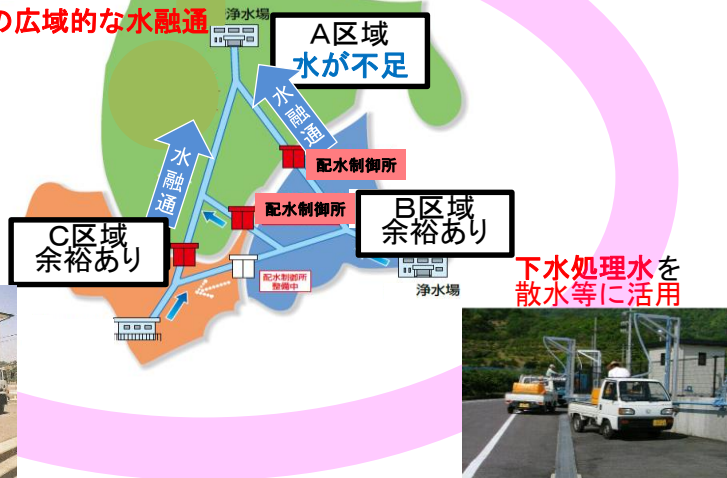 の広域的な水融通
浄水場
A区域
水が不足
水融通
水融通
配水制御所
配水制御所
B区域
余裕あり
C区域
余裕あり
配水制御所
整備中
浄水場
下水処理水を
散水等に活用